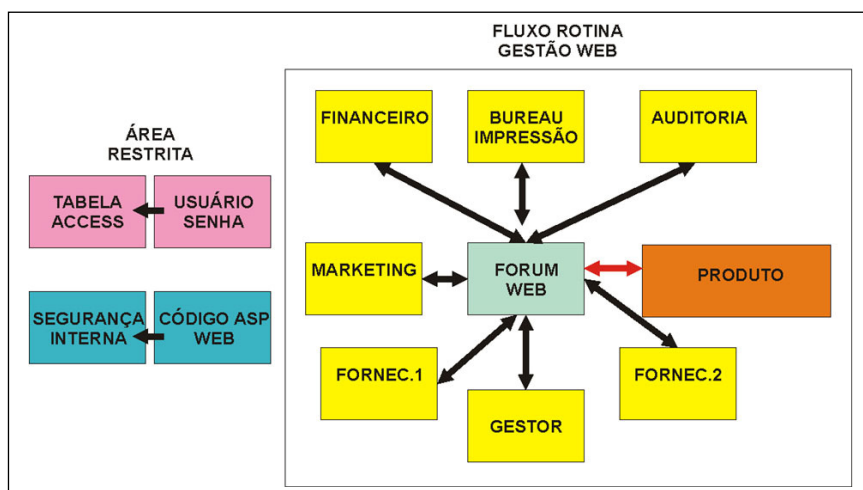 FLUXO ROTINA
GESTÃO WEB
ÁREA
RESTRITA
TABELA
ACCESS
USUÁRIO
SENHA
SEGURANÇA
INTERNA
CÓDIGO ASP
WEB
FINANCEIRO
BUREAU
IMPRESSÃO
AUDITORIA
MARKETING
FORUM
WEB
PRODUTO
FORNEC.1
GESTOR
FORNEC.2